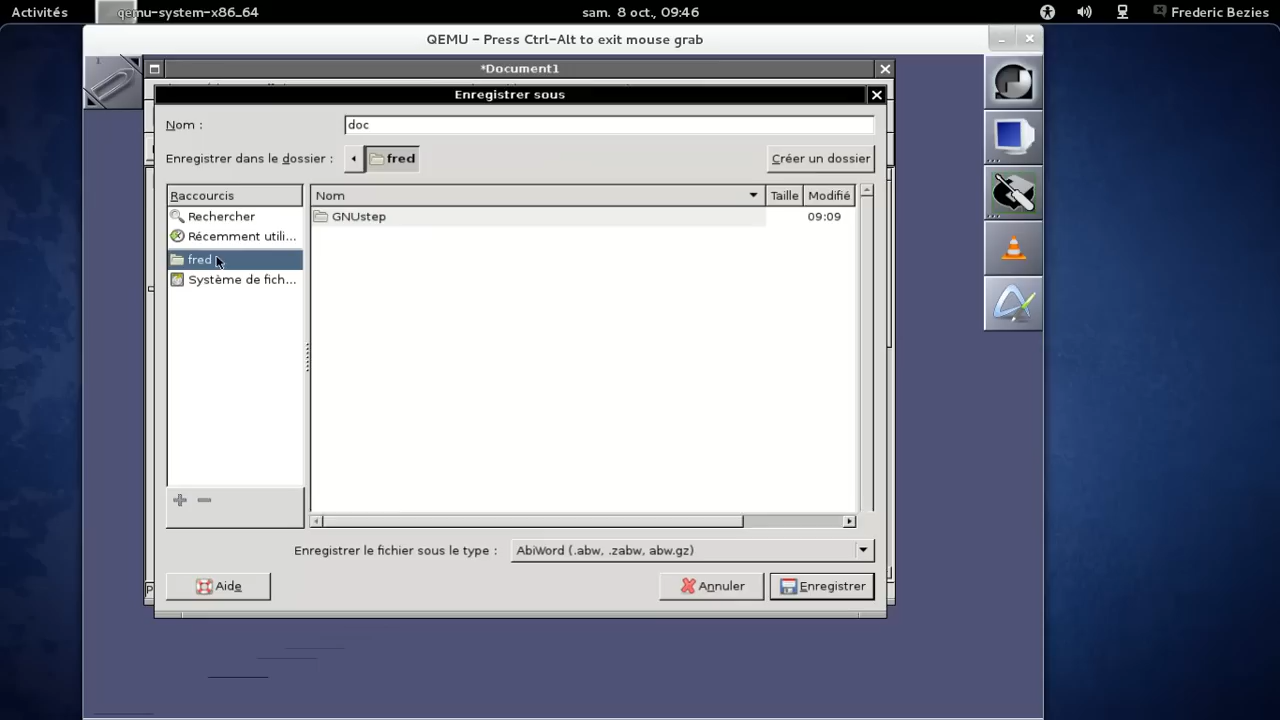 Activités qemu-system-x86_64 sam. 8 oct., 09:46 Frederic Bezies
QEMU - Press Ctrl-Alt to exit mouse grab
1
*Document1
Enregistrer sous
Nom : doc
Enregistrer dans le dossier : fred Créer un dossier
Raccourcis Nom Taille Modifié
Rechercher GNUstep 09:09
Récemment utili...
fred
Système de fich...
Enregistrer le fichier sous le type : AbiWord (.abw, .zabw, abw.gz)
Aide Annuler Enregistrer